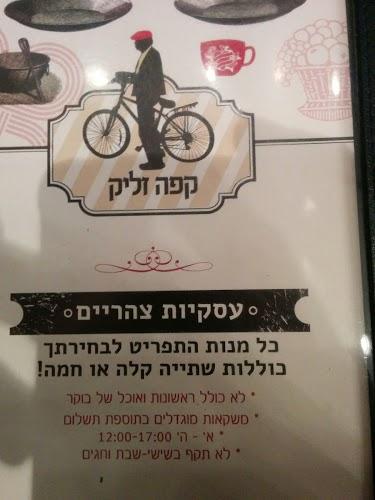 קפה זליק
עסקיות צהריים
כל מנות התפריט לבחירתך
כוללות שתייה קלה או חמה!
* לא כולל ראשונות ואוכל של בוקר
* משקאות מוגדלים בתוספת תשלום
* א' - ה' 12:00-17:00
* לא תקף בשישי-שבת וחגים